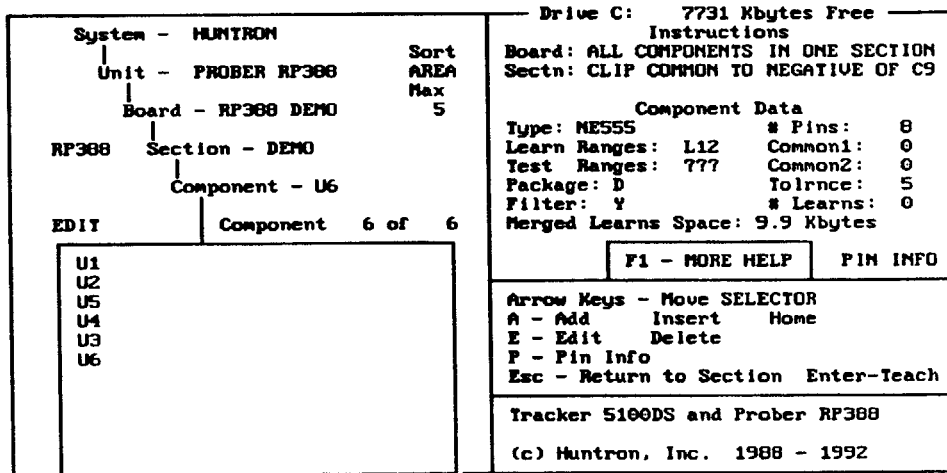 System - HUNTRON
Sort
Unit - PROBER RP388 AREA
Max
Board - RP388 DEMO 5
RP388 Section - DEMO
Component - U6
EDIT Component 6 of 6
U1
U2
U5
U4
U3
U6
Drive C: 7731 Kbytes Free
Instructions
Board: ALL COMPONENTS IN ONE SECTION
Sectn: CLIP COMMON TO NEGATIVE OF C9
Component Data
Type: NE555 # Pins: 8
Learn Ranges: L12 Common1: 0
Test Ranges: ??? Common2: 0
Package: D Tolrnce: 5
Filter: Y # Learns: 0
Merged Learns Space: 9.9 Kbytes
F1 - MORE HELP PIN INFO
Arrow Keys - Move SELECTOR
A - Add Insert Home
E - Edit Delete
P - Pin Info
Esc - Return to Section Enter-Teach
Tracker 5100DS and Prober RP388
(c) Huntron, Inc. 1988 - 1992